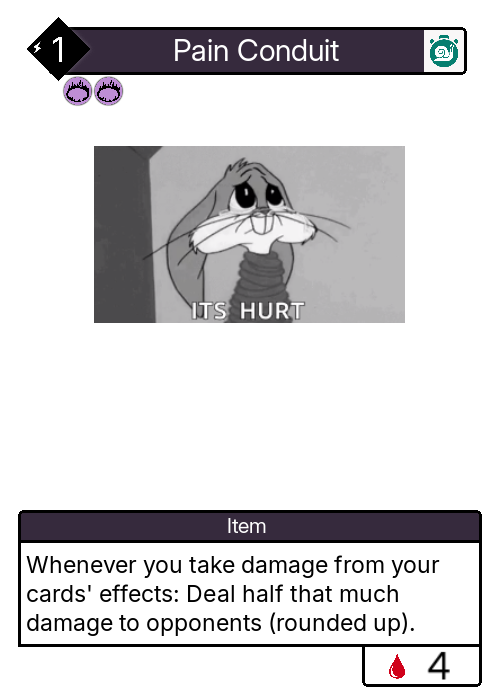 1
Pain Conduit
ITS HURT
Item
Whenever you take damage from your
cards' effects: Deal half that much
damage to opponents (rounded up).
4